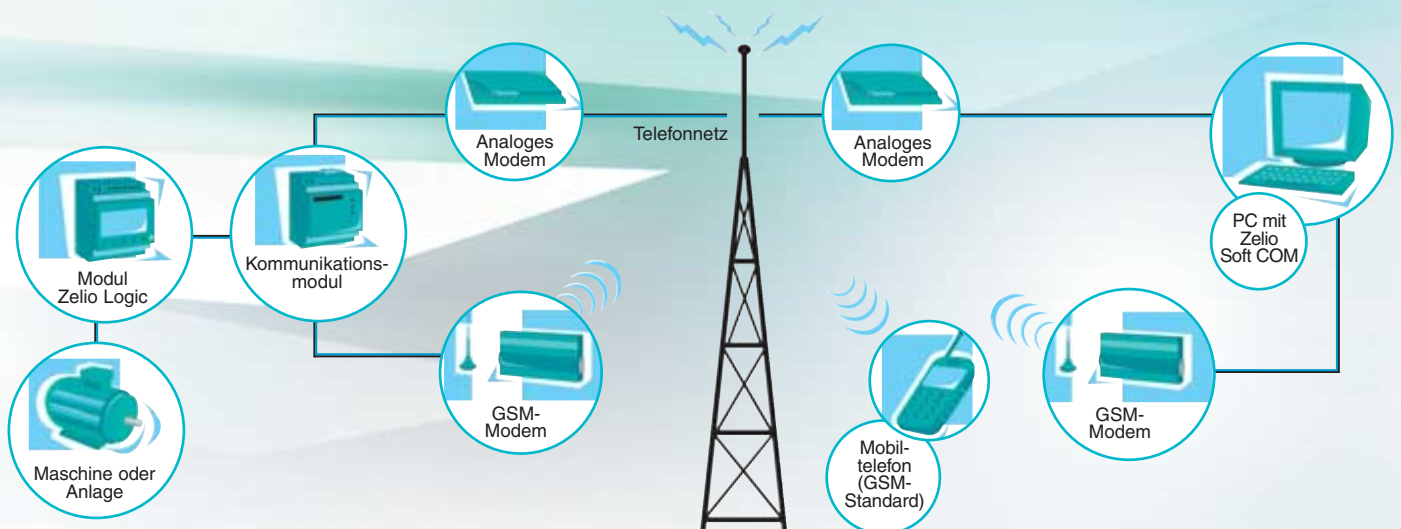 Analoges
Modem
Telefonnetz
Analoges
Modem
Modul
Zelio Logic
Kommunikations-
modul
PC mit
Zelio
Soft COM
Maschine oder
Anlage
GSM-
Modem
Mobil-
telefon
(GSM-
Standard)
GSM-
Modem